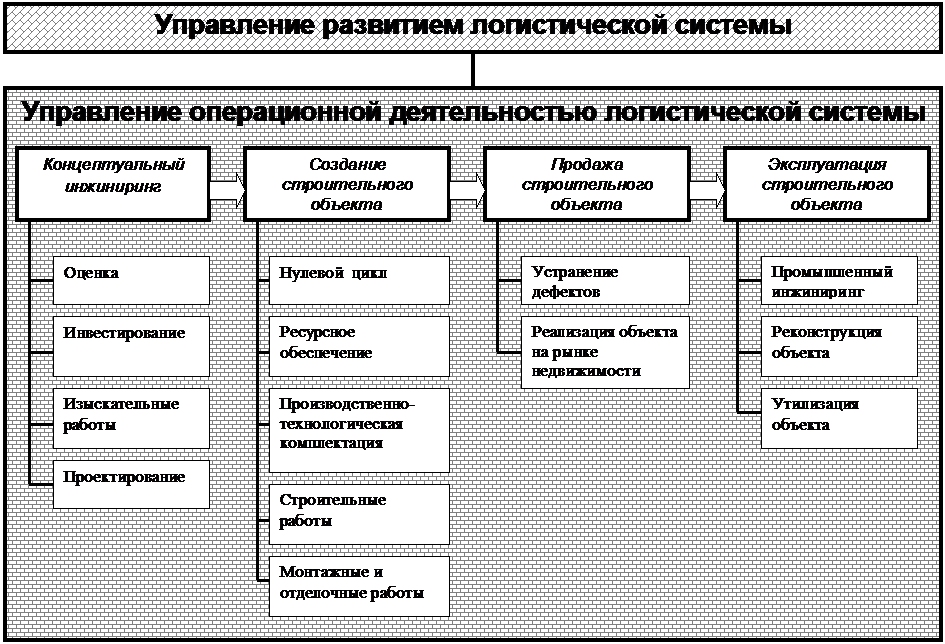 Управление развитием логистической системы
Управление операционной деятельностью логистической системы
Концептуальный
инжиниринг
Создание
строительного
объекта
Продажа
строительного
объекта
Эксплуатация
строительного
объекта
Оценка
Инвестирование
Изыскательные
работы
Проектирование
Нулевой цикл
Ресурсное
обеспечение
Производственно-
технологическая
комплектация
Строительные
работы
Монтажные и
отделочные работы
Устранение
дефектов
Реализация объекта
на рынке
недвижимости
Промышленный
инжиниринг
Реконструкция
объекта
Утилизация
объекта